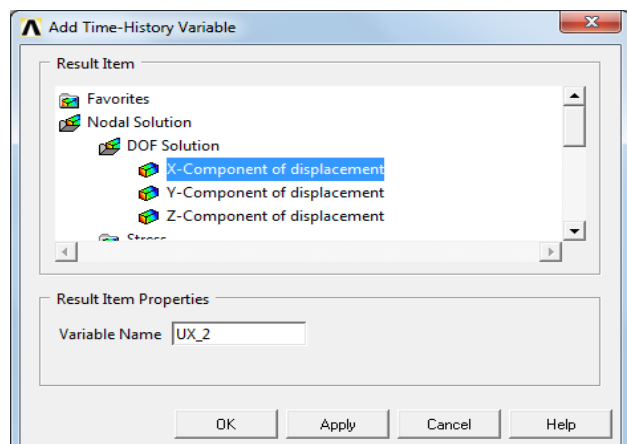 Add Time-History Variable
Result Item
Favorites
Nodal Solution
DOF Solution
X-Component of displacement
Y-Component of displacement
Z-Component of displacement
Stress
Result Item Properties
Variable Name UX_2
OK Apply Cancel Help